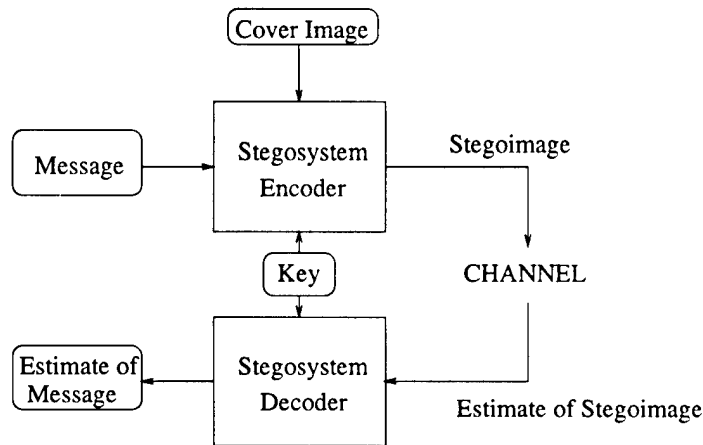 Cover Image
Message
Stegosystem
Encoder
Stegoimage
Key
CHANNEL
Estimate of
Message
Stegosystem
Decoder
Estimate of Stegoimage